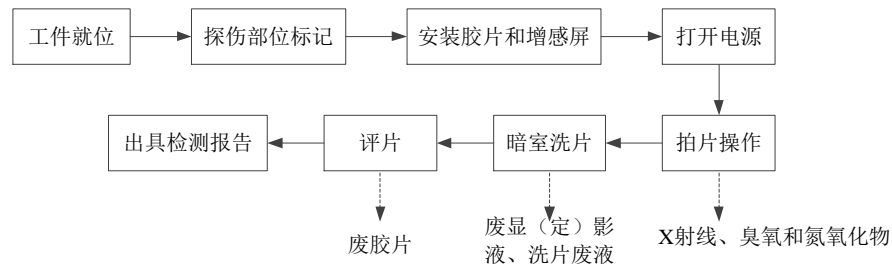 工件就位
探伤部位标记
安装胶片和增感屏
打开电源
出具检测报告
评片
暗室洗片
拍片操作
废胶片
废显（定）影
液、洗片废液
X射线、臭氧和氮氧化物